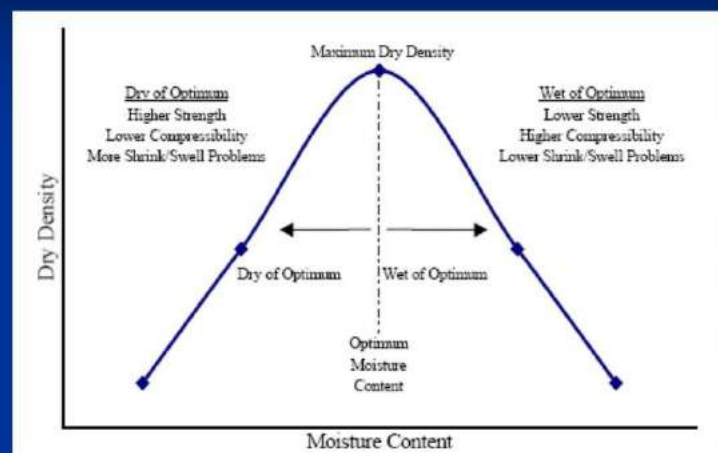 Maximum Dry Density
Dry of Optimum
Higher Strength
Lower Compressibility
More Shrink/Swell Problems
Wet of Optimum
Lower Strength
Higher Compressibility
Lower Shrink/Swell Problems
Dry Density
Dry of Optimum
Wet of Optimum
Optimum
Moisture
Content
Moisture Content